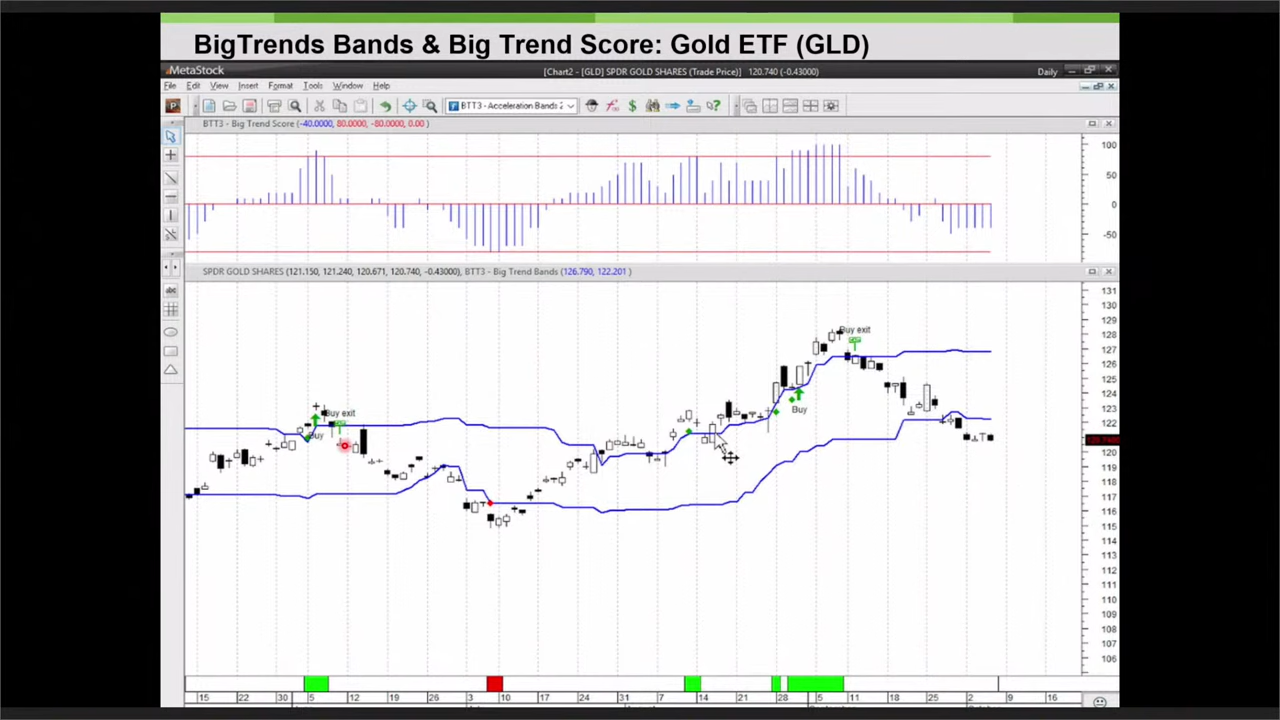 BigTrends Bands & Big Trend Score: Gold ETF (GLD)
MetaStock
[Chart2 - [GLD] SPDR GOLD SHARES (Trade Price)] 120.740 (-0.43000)
Daily
File Edit View Insert Format Tools Window Help
BTT3 - Acceleration Bands 2
BTT3 - Big Trend Score (-40.0000, 80.0000, -80.0000, 0.00 )
100
50
0
-50
SPDR GOLD SHARES (121.150, 121.240, 120.671, 120.740, -0.43000), BTT3 - Big Trend Bands (126.790, 122.201 )
abc
131
130
129
128
127
126
125
124
123
122
121
120
119
118
117
116
115
114
113
112
111
110
109
108
107
106
Buy exit
Buy
Buy exit
Buy
15 22 30 5 12 19 26 3 10 17 24 31 7 14 21 28 5 11 18 25 2 9 16